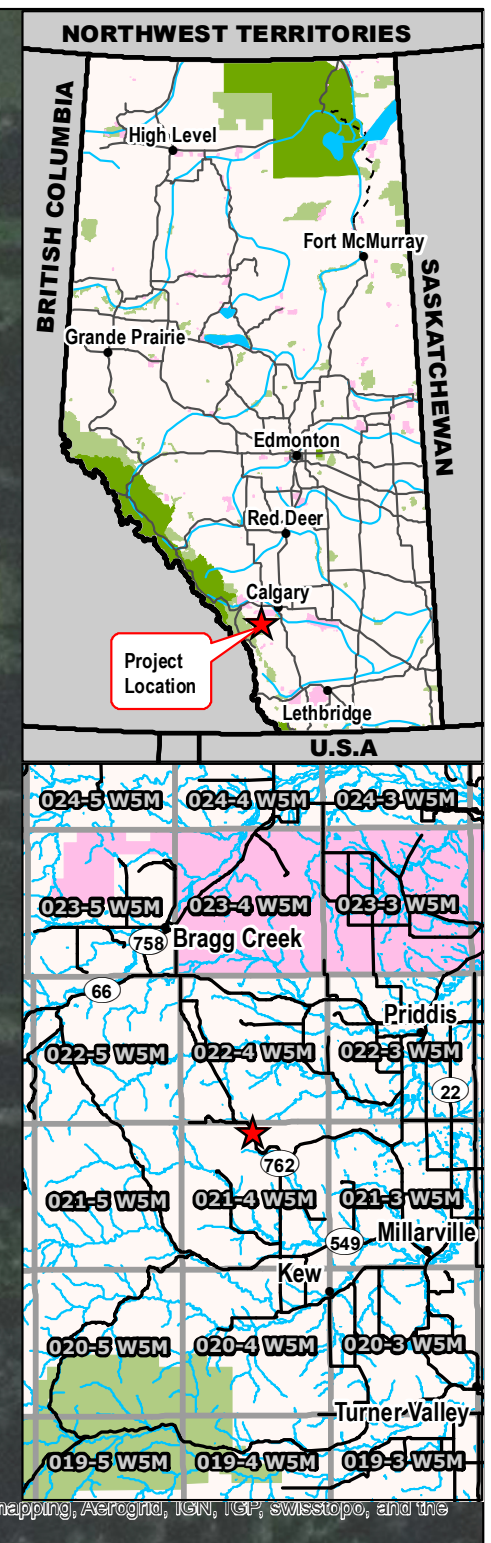 NORTHWEST TERRITORIES
BRITISH COLUMBIA
High Level
Fort McMurray
SASKATCHEWAN
Grande Prairie
Edmonton
Red Deer
Calgary
Project
Location
Lethbridge
U.S.A
024-5 W5M 024-4 W5M 024-3 W5M
023-5 W5M 023-4 W5M 023-3 W5M
758 Bragg Creek
66
Priddis
022-5 W5M 022-4 W5M 022-3 W5M
22
762
021-5 W5M 021-4 W5M 021-3 W5M
549 Millarville
Kew
020-5 W5M 020-4 W5M 020-3 W5M
Turner Valley
019-5 W5M 019-4 W5M 019-3 W5M
mapping, Aerogrid, IGN, IGP, swisstopo, and the